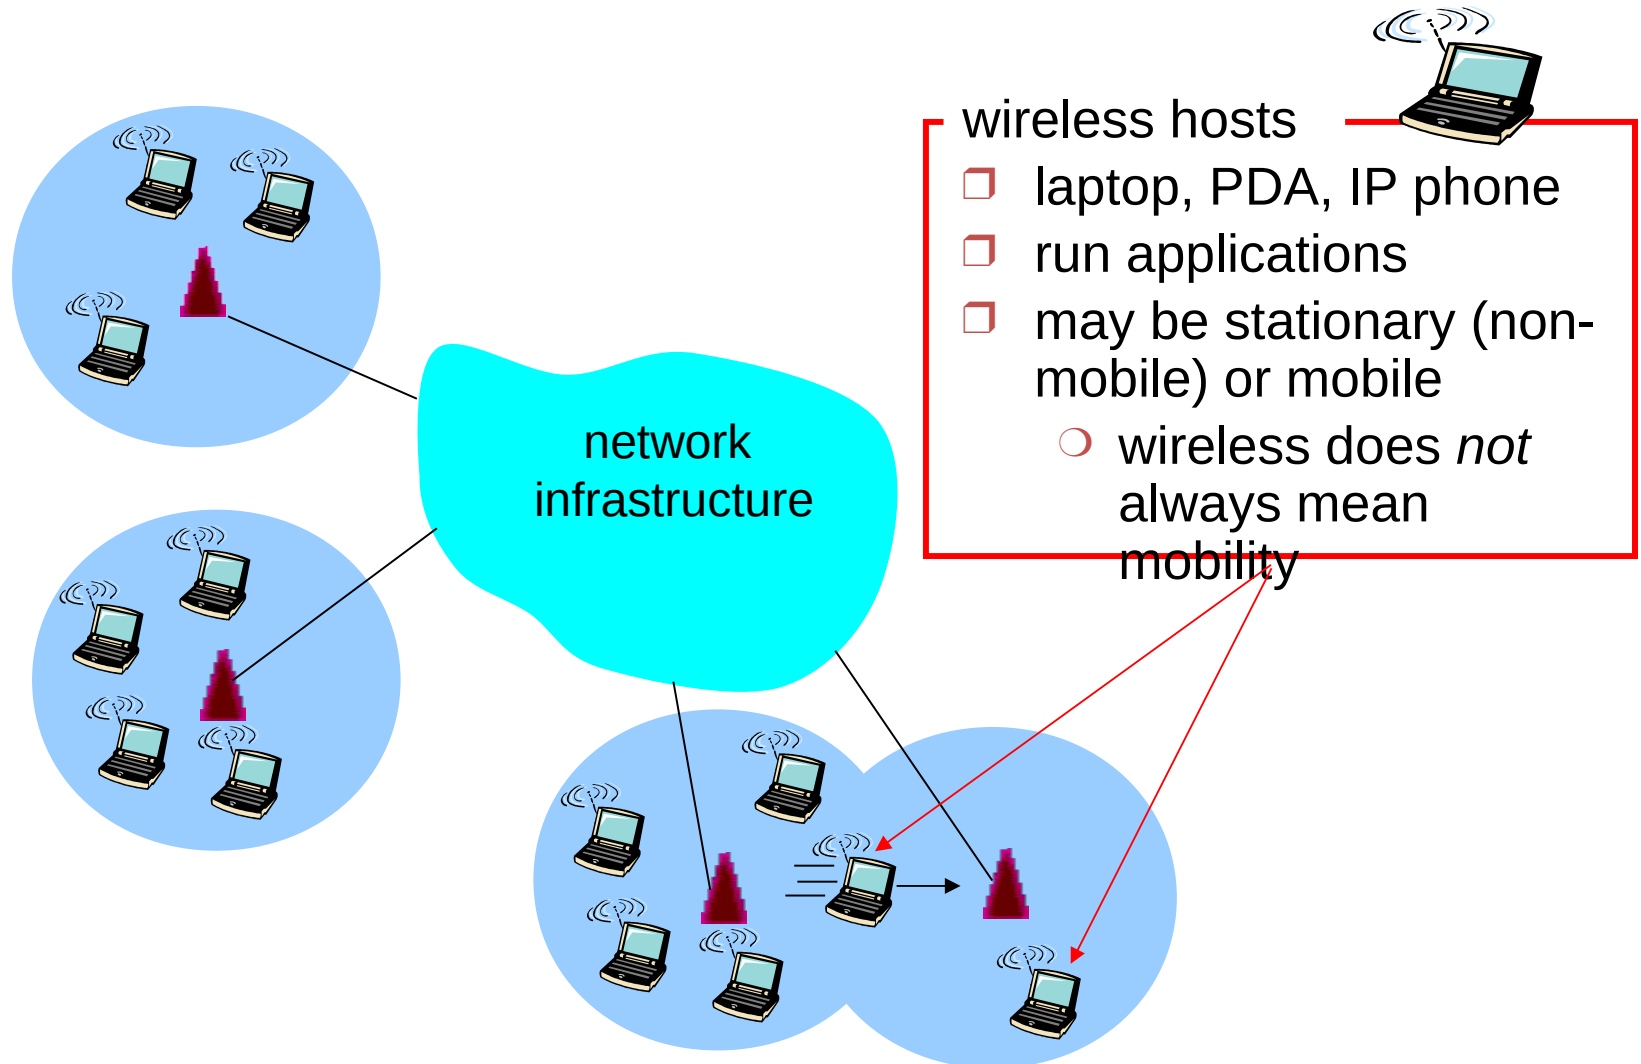 wireless hosts
❒ laptop, PDA, IP phone
❒ run applications
❒ may be stationary (non-
mobile) or mobile
❍ wireless does not
always mean
mobility
network
infrastructure